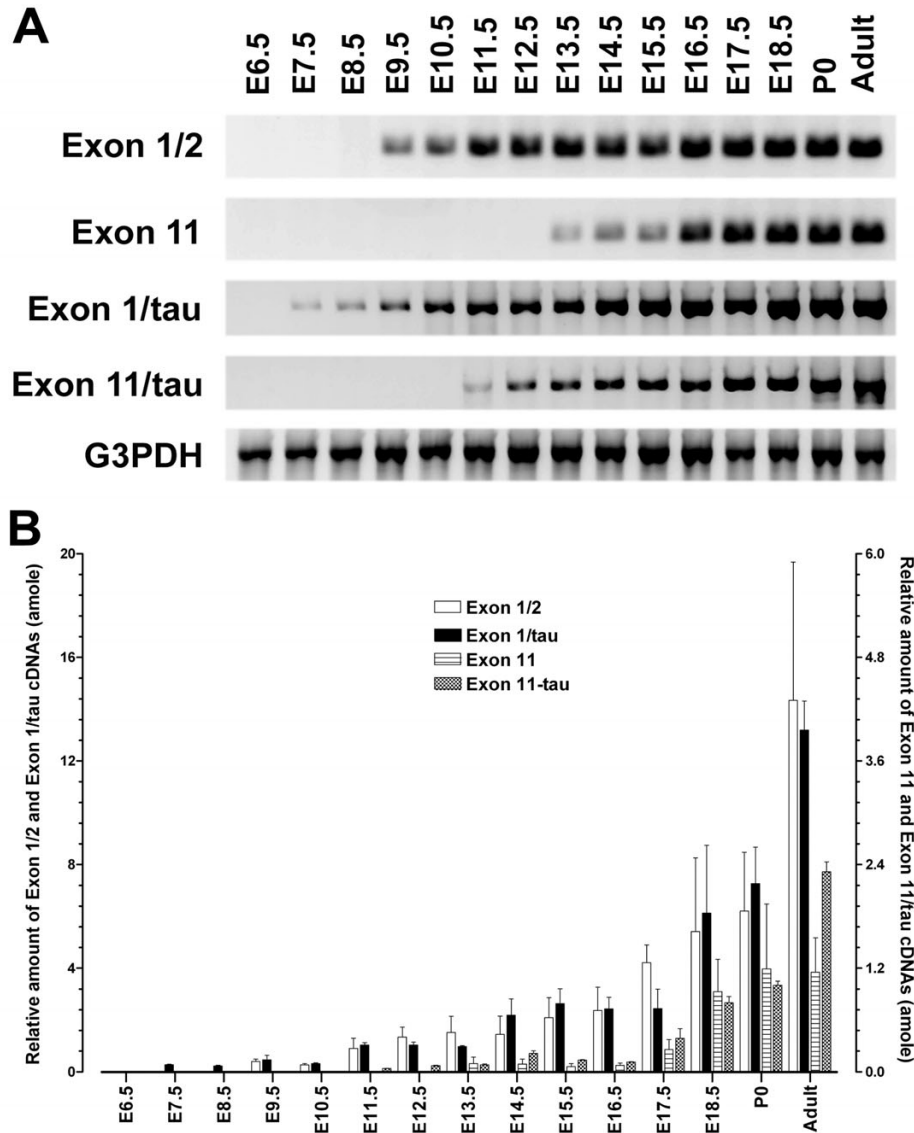 A
E6.5 E7.5 E8.5 E9.5 E10.5 E11.5 E12.5 E13.5 E14.5 E15.5 E16.5 E17.5 E18.5 P0 Adult
Exon 1/2
Exon 11
Exon 1/tau
Exon 11/tau
G3PDH
B
Relative amount of Exon 1/2 and Exon 1/tau cDNAs (amole)
20
16
12
8
4
0
Exon 1/2
Exon 1/tau
Exon 11
Exon 11-tau
6.0
4.8
3.6
2.4
1.2
0.0
Relative amount of Exon 11 and Exon 11/tau cDNAs (amole)
E6.5 E7.5 E8.5 E9.5 E10.5 E11.5 E12.5 E13.5 E14.5 E15.5 E16.5 E17.5 E18.5 P0 Adult